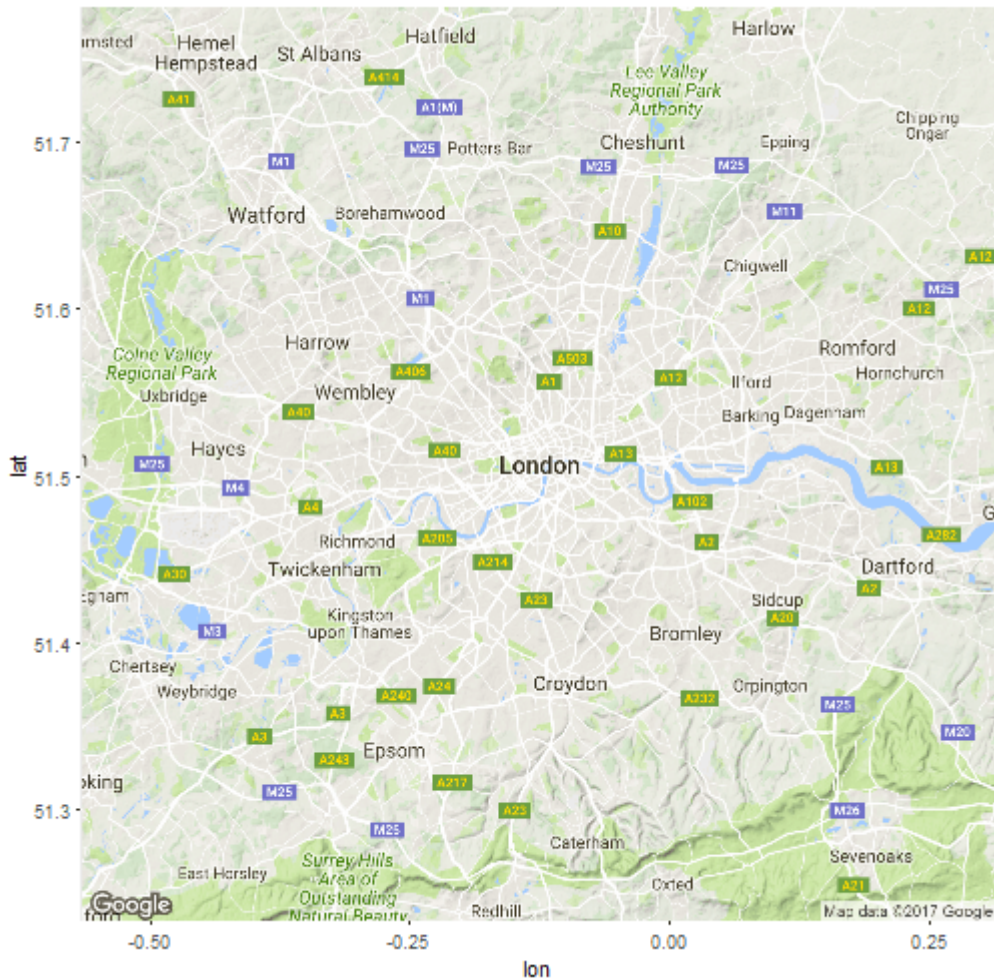 Hatfield
Harlow
Hemel
Hempstead
St Albans
Lee Valley
Regional Park
Authority
A414
A41
A1(M)
Chipping
Ongar
51.7
M1
M25
Potters Bar
Cheshunt
Epping
M25
M25
Watford
Borehamwood
M11
A10
A12
Chigwell
M25
M1
51.6
A12
Harrow
Romford
Colne Valley
Regional Park
A503
A406
A1
A12
Ilford
Hornchurch
Uxbridge
Wembley
A40
Barking
Dagenham
Hayes
A40
London
A13
A13
lat
51.5
M25
M4
A4
A102
Richmond
A205
A2
A282
A214
Twickenham
A30
Dartford
A2
A23
Sidcup
Kingston
upon Thames
A20
M3
51.4
Bromley
Chertsey
Weybridge
A24
A240
Croydon
A232
Orpington
M25
A3
A3
M20
Epsom
A243
A217
M25
51.3
A23
M26
M25
Caterham
Sevenoaks
East Horsley
Surrey Hills
Area of
Outstanding
Natural Beauty
Oxted
A21
Redhill
Google
Map data ©2017 Google
-0.50
-0.25
0.00
0.25
lon